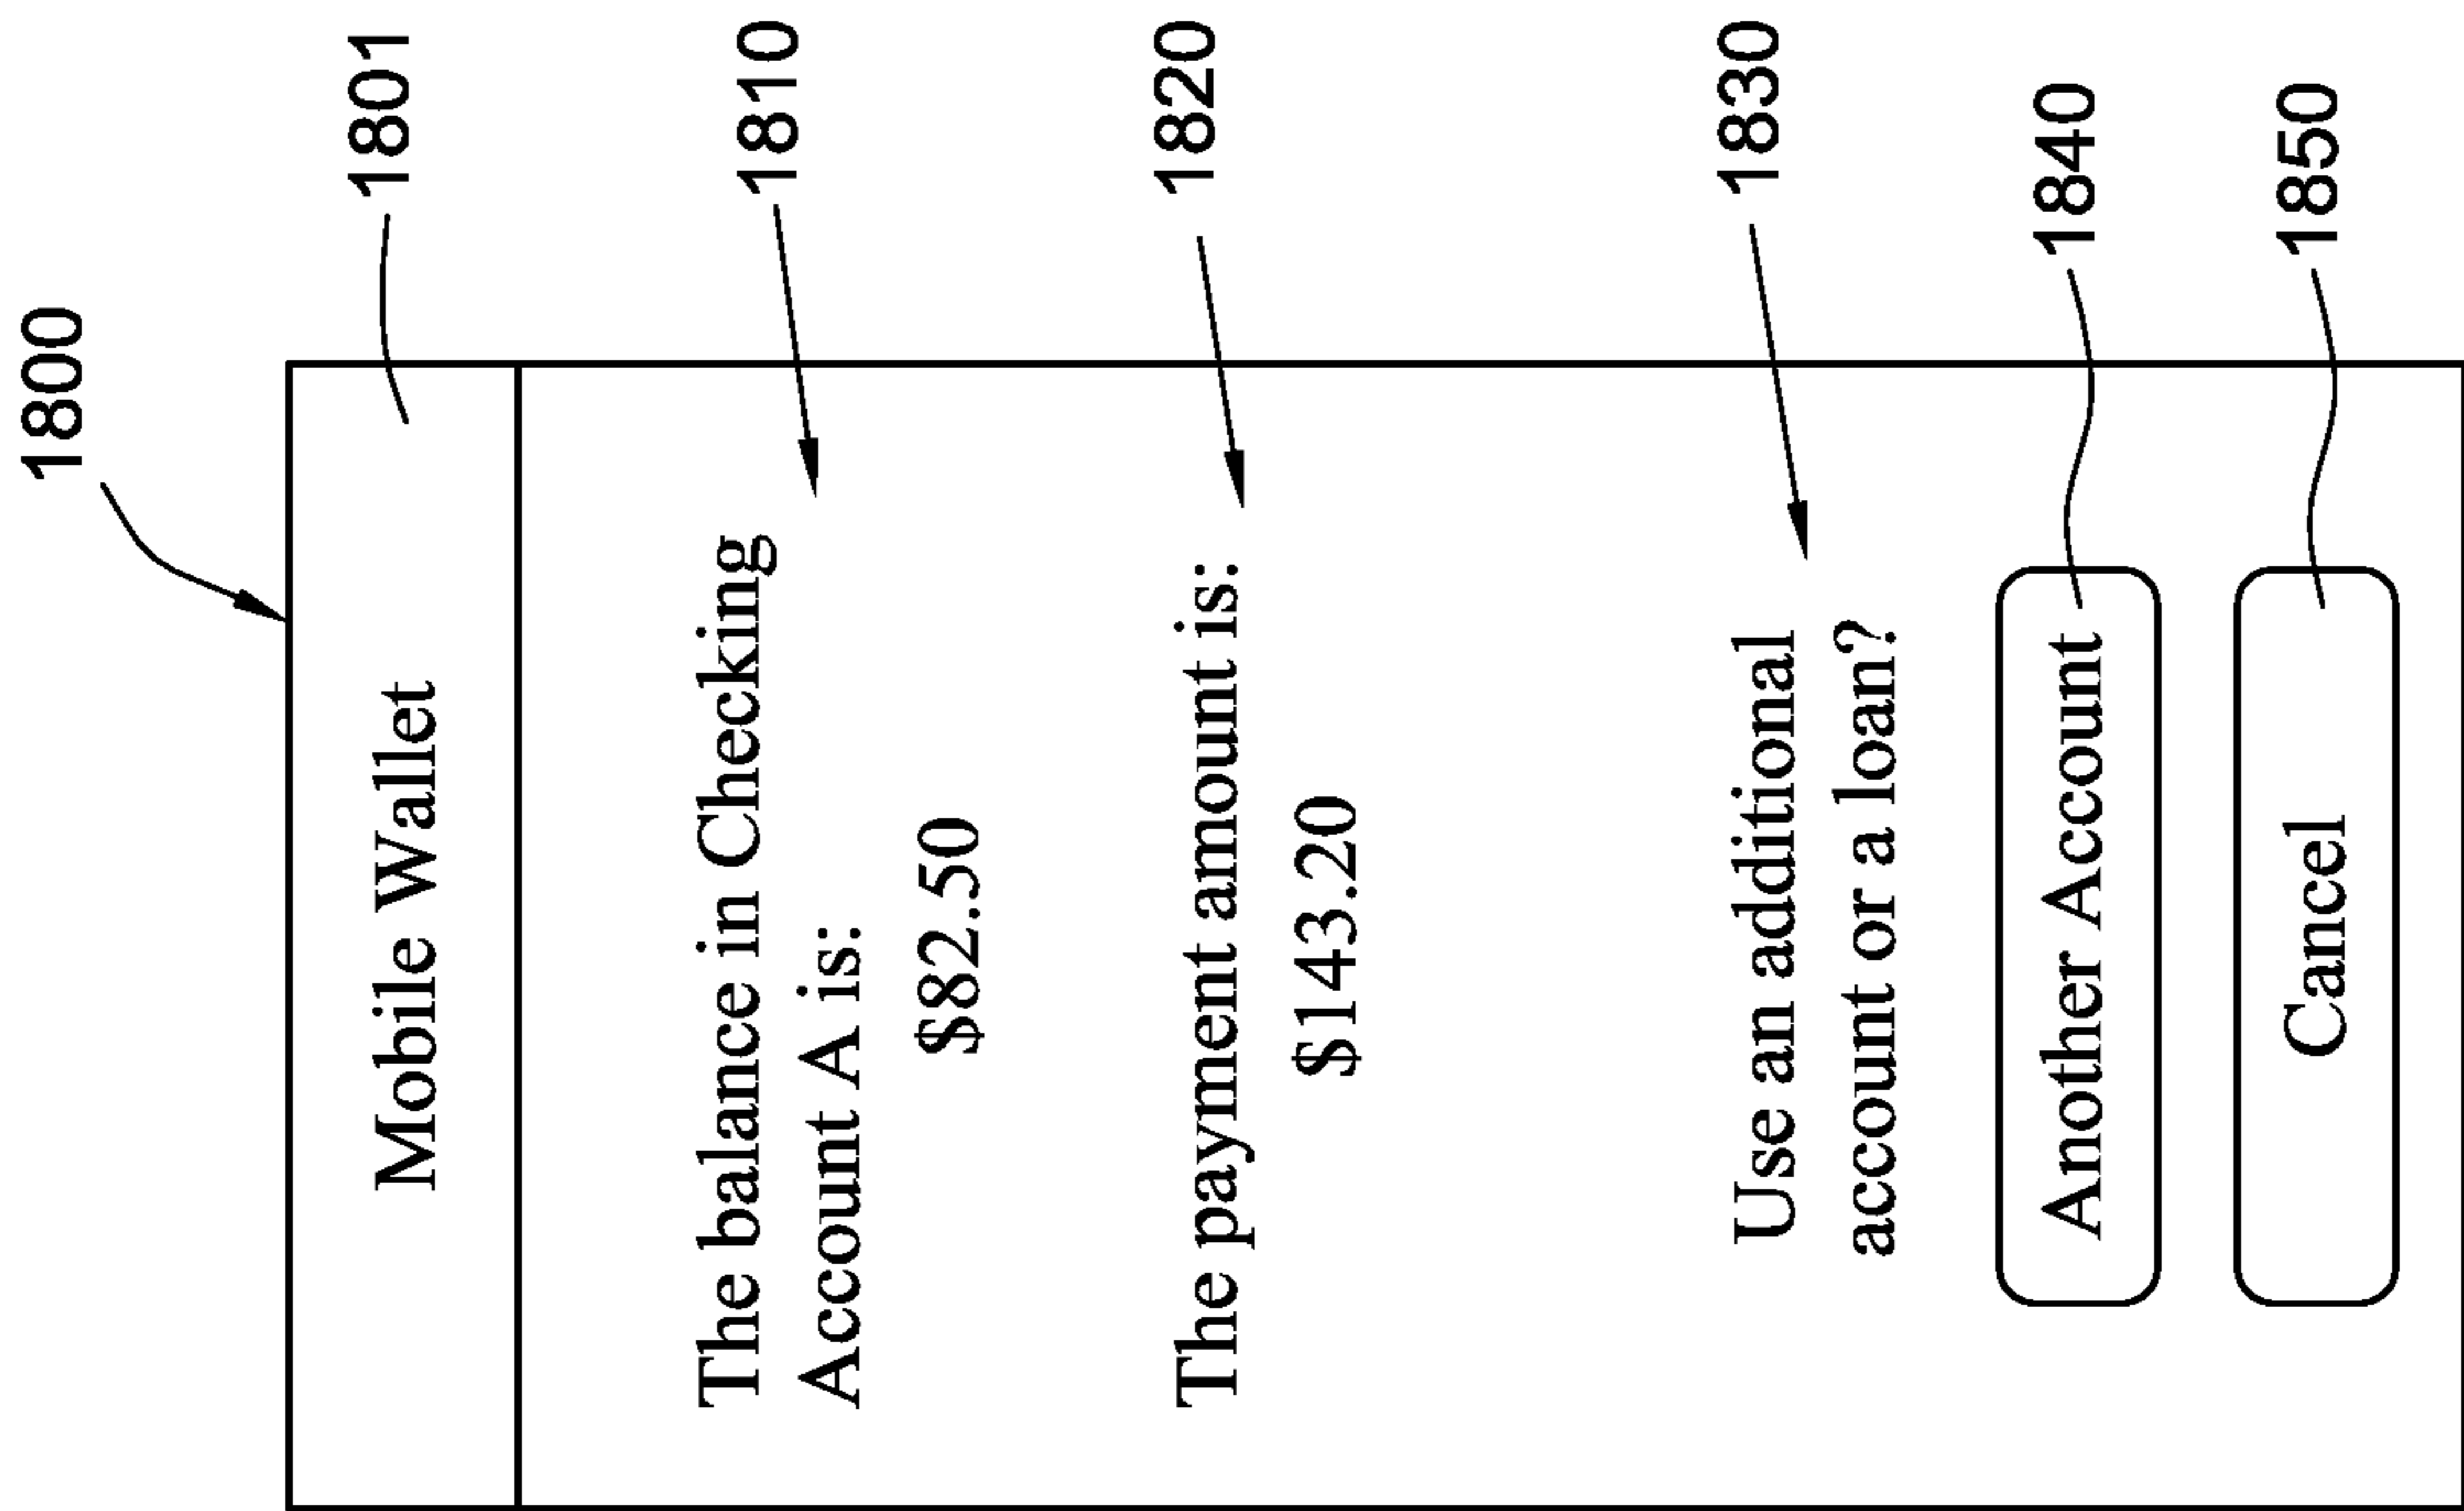 1800
Mobile Wallet
1801
The balance in Checking
Account A is:
$82.50
1810
The payment amount is:
$143.20
1820
Use an additional
account or a loan?
1830
Another Account
1840
Cancel
1850